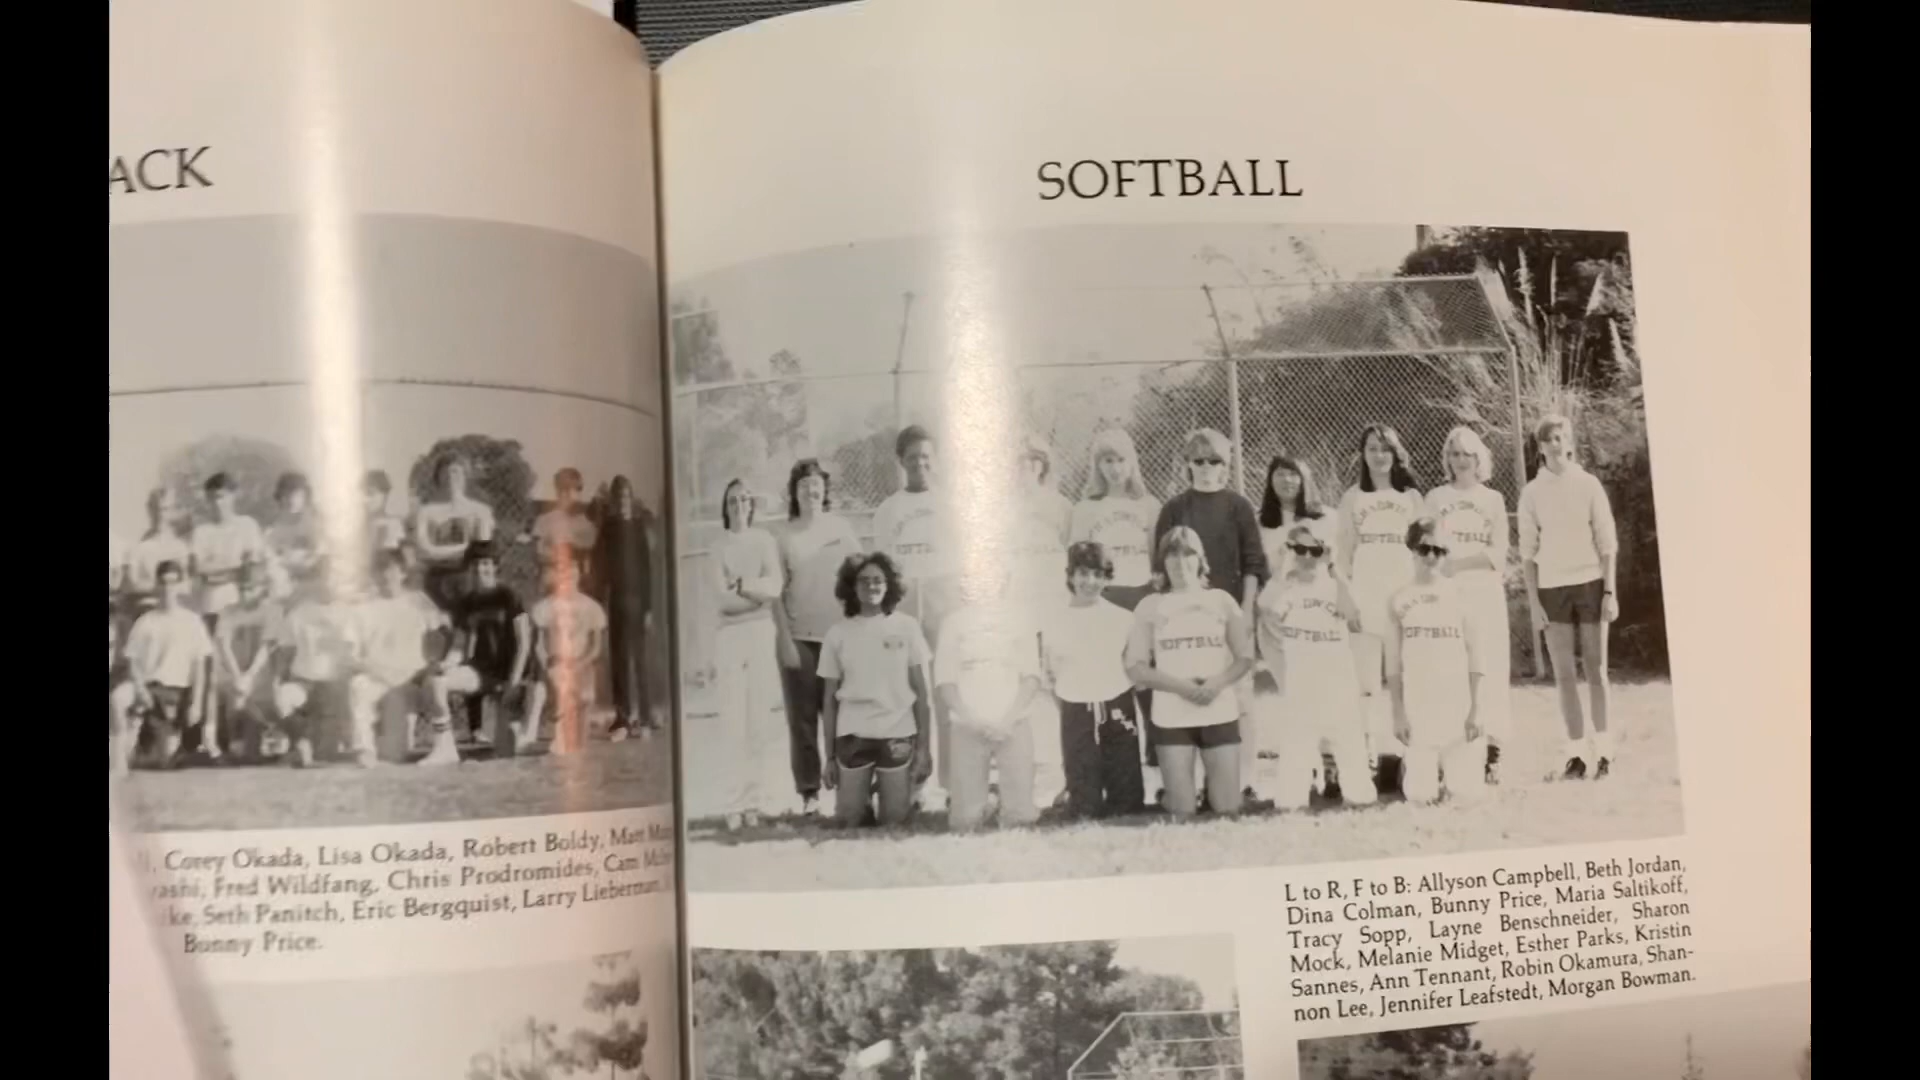 ACK
Corey Okada, Lisa Okada, Robert Boldy, Matt
Fred Wildfang, Chris Prodromides, Cam
Seth Panitch, Eric Bergquist, Larry Lieberman,
Bunny Price.
SOFTBALL
SOFTBALL
SOFTBALL
SOFTBALL
L to R, F to B: Allyson Campbell, Beth Jordan,
Dina Colman, Bunny Price, Maria Saltikoff,
Tracy Sopp, Layne Benschneider, Sharon
Mock, Melanie Midget, Esther Parks, Kristin
Sannes, Ann Tennant, Robin Okamura, Shan-
non Lee, Jennifer Leafstedt, Morgan Bowman.